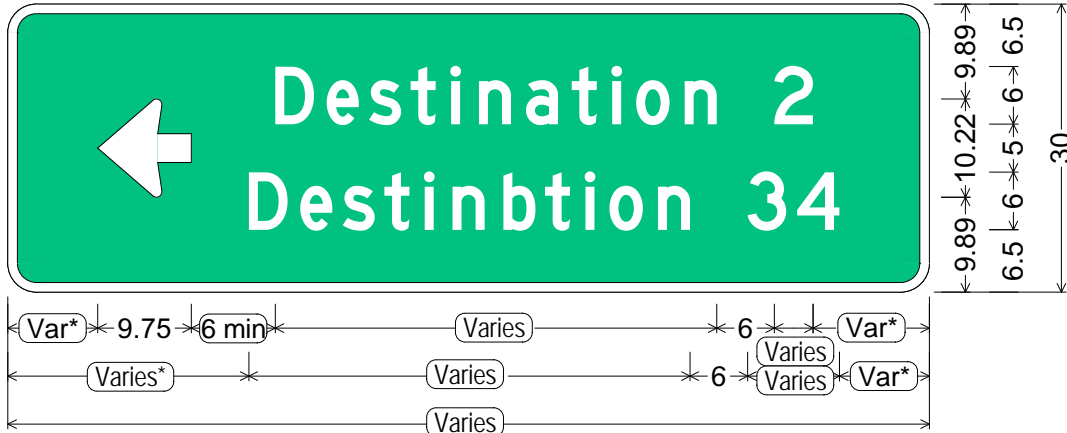 Destination 2
Destinbtion 34
9.89
10.22
9.89
6.5
6
5
6
6.5
30
Var* 9.75 6 min Varies 6 Varies Var*
Varies* Varies 6 Varies Var*
Varies